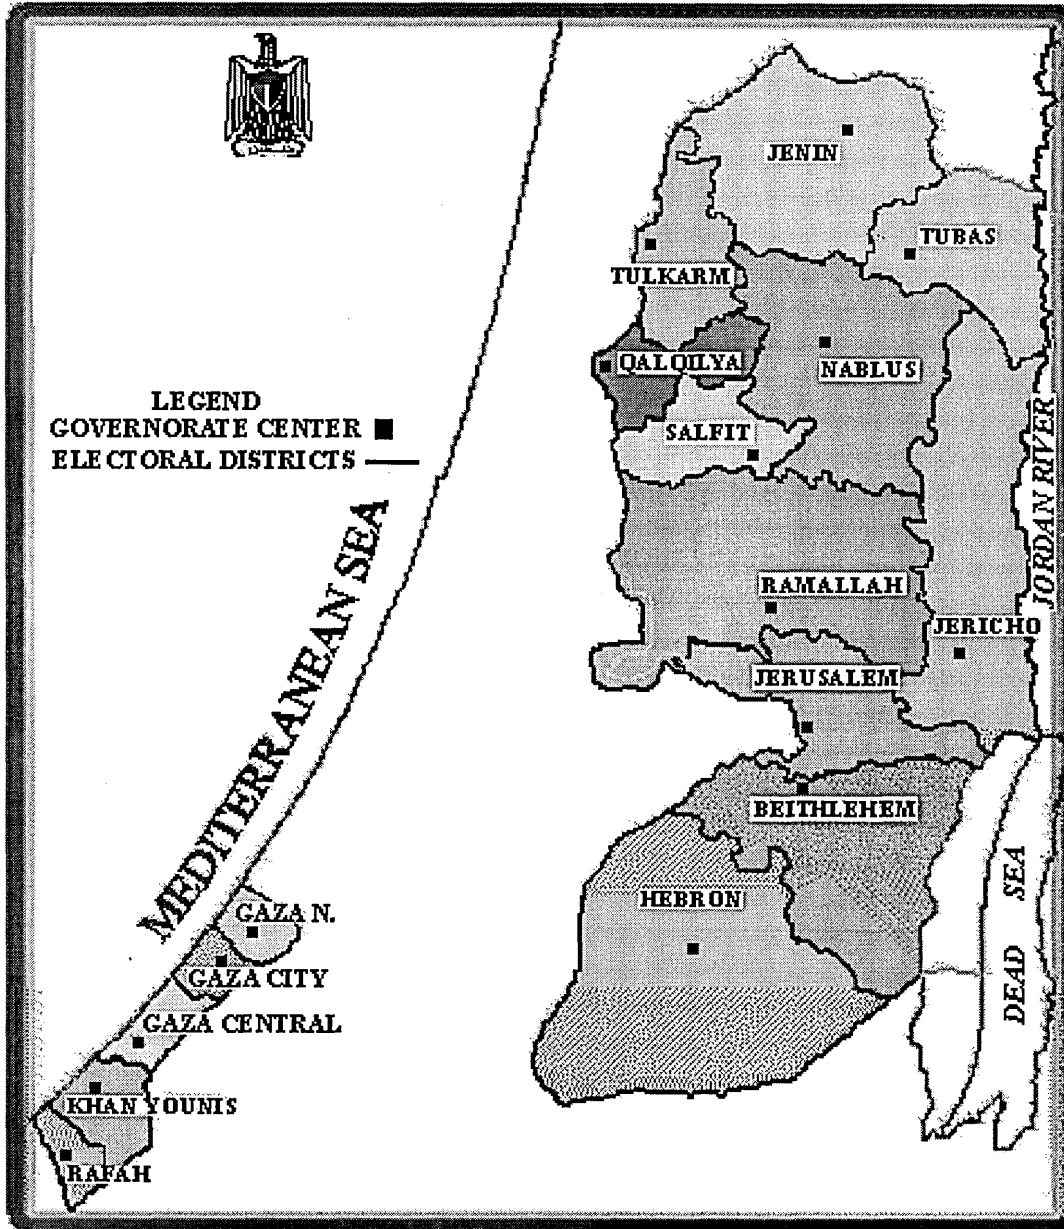 JENIN
TUBAS
TULKARM
QALQILYA
NABLUS
LEGEND
GOVERNORATE CENTER
ELECTORAL DISTRICTS
SALFIT
MEDITERRANEAN SEA
JORDAN RIVER
RAMALLAH
JERICHO
JERUSALEM
BEITHLEHEM
HEBRON
DEAD SEA
GAZA N.
GAZA CITY
GAZA CENTRAL
KHAN YOUNIS
RAFAH